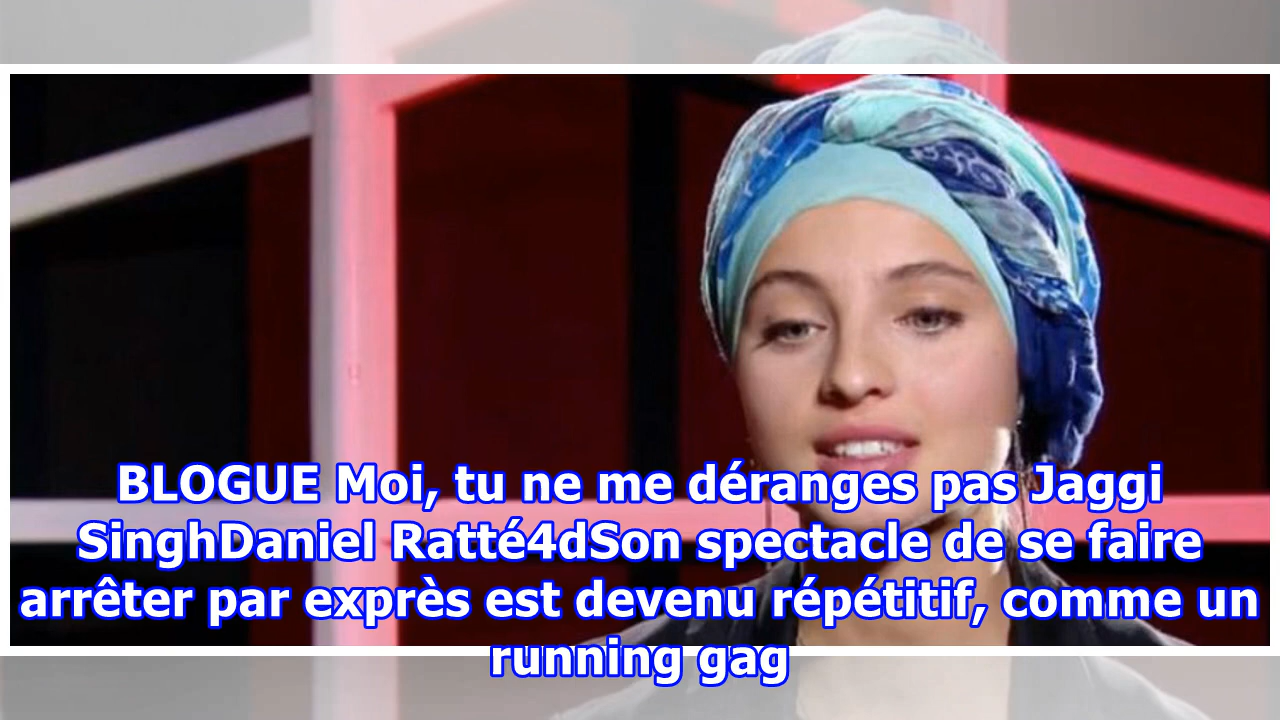 BLOGUE Moi, tu ne me déranges pas Jaggi
SinghDaniel Ratté4dSon spectacle de se faire
arrêter par exprès est devenu répétitif, comme un
running gag